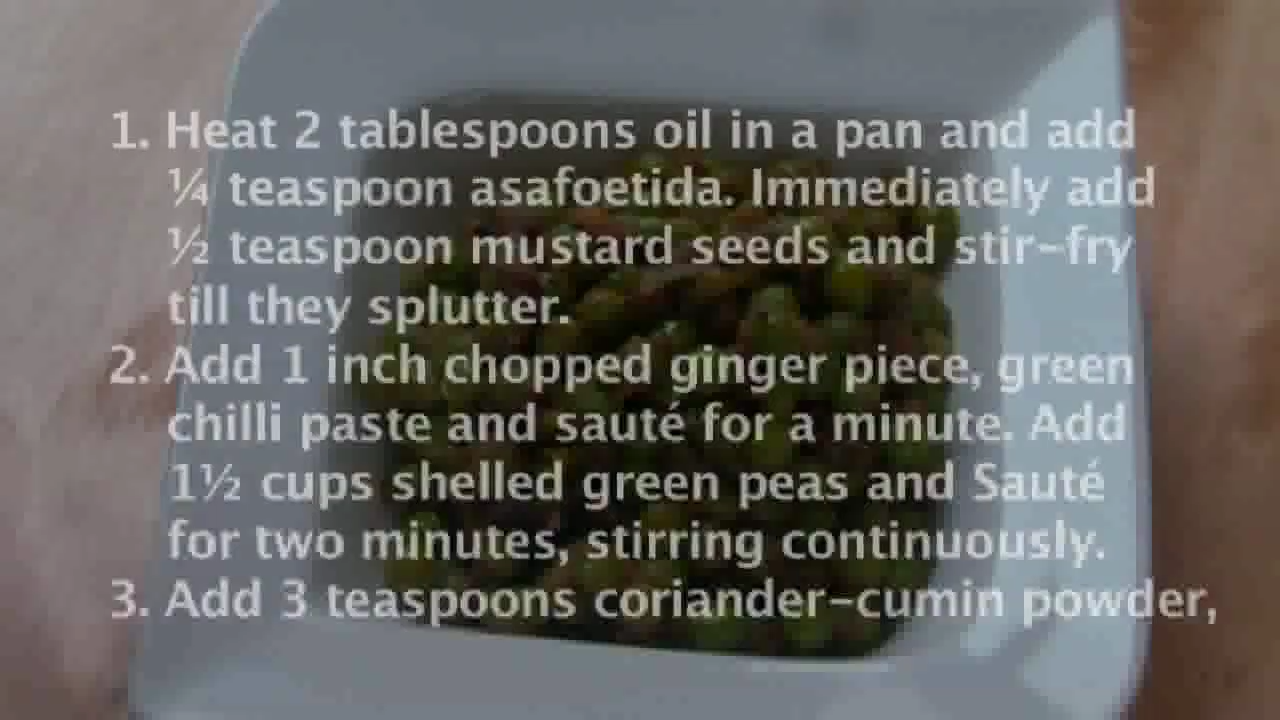 1. Heat 2 tablespoons oil in a pan and add
¼ teaspoon asafoetida. Immediately add
½ teaspoon mustard seeds and stir-fry
till they splutter.
2. Add 1 inch chopped ginger piece, green
chilli paste and sauté for a minute. Add
1½ cups shelled green peas and Sauté
for two minutes, stirring continuously.
3. Add 3 teaspoons coriander-cumin powder,